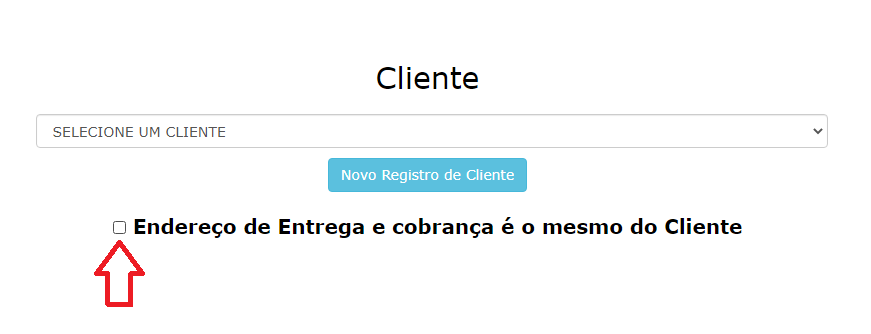 Cliente
SELECIONE UM CLIENTE
Novo Registro de Cliente
Endereço de Entrega e cobrança é o mesmo do Cliente